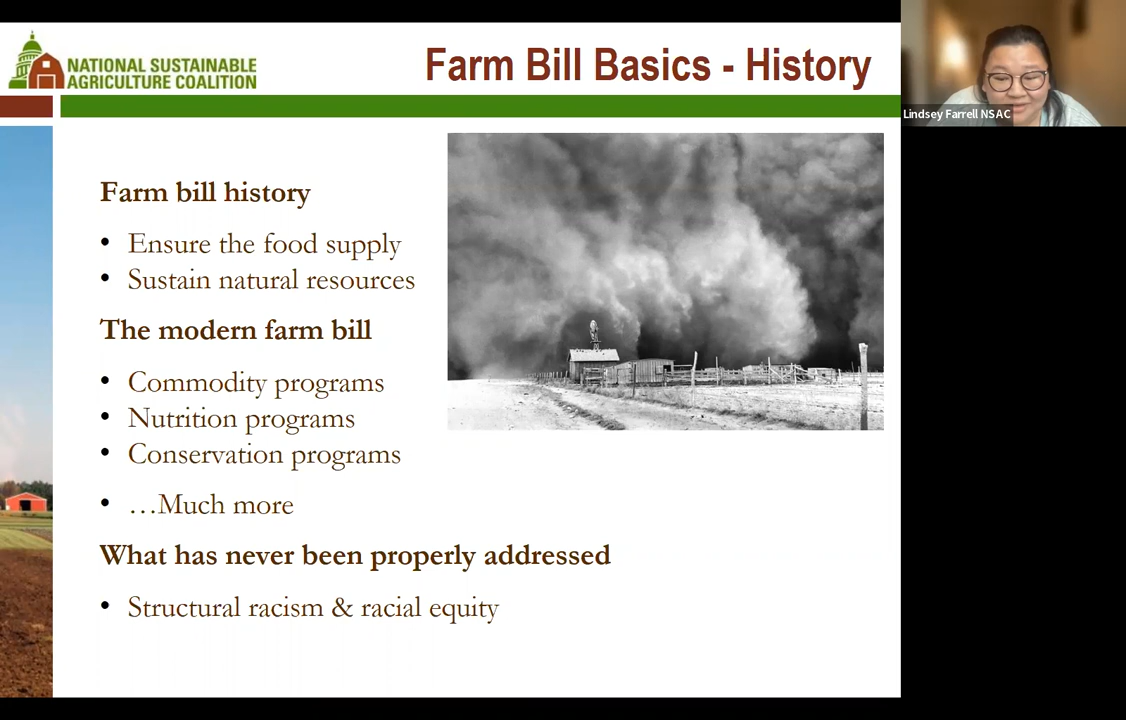 NATIONAL SUSTAINABLE
AGRICULTURE COALITION
Farm Bill Basics - History
Lindsey Farrell NSAC
Farm bill history
• Ensure the food supply
• Sustain natural resources
The modern farm bill
• Commodity programs
• Nutrition programs
• Conservation programs
• …Much more
What has never been properly addressed
• Structural racism & racial equity